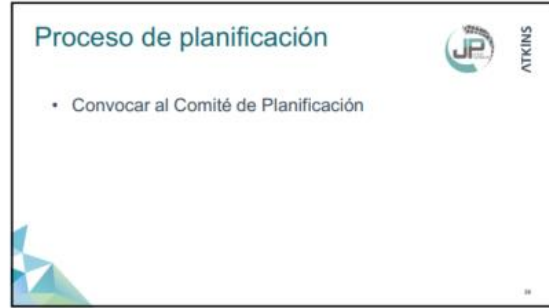 Proceso de planificación
JP
ATKINS
• Convocar al Comité de Planificación